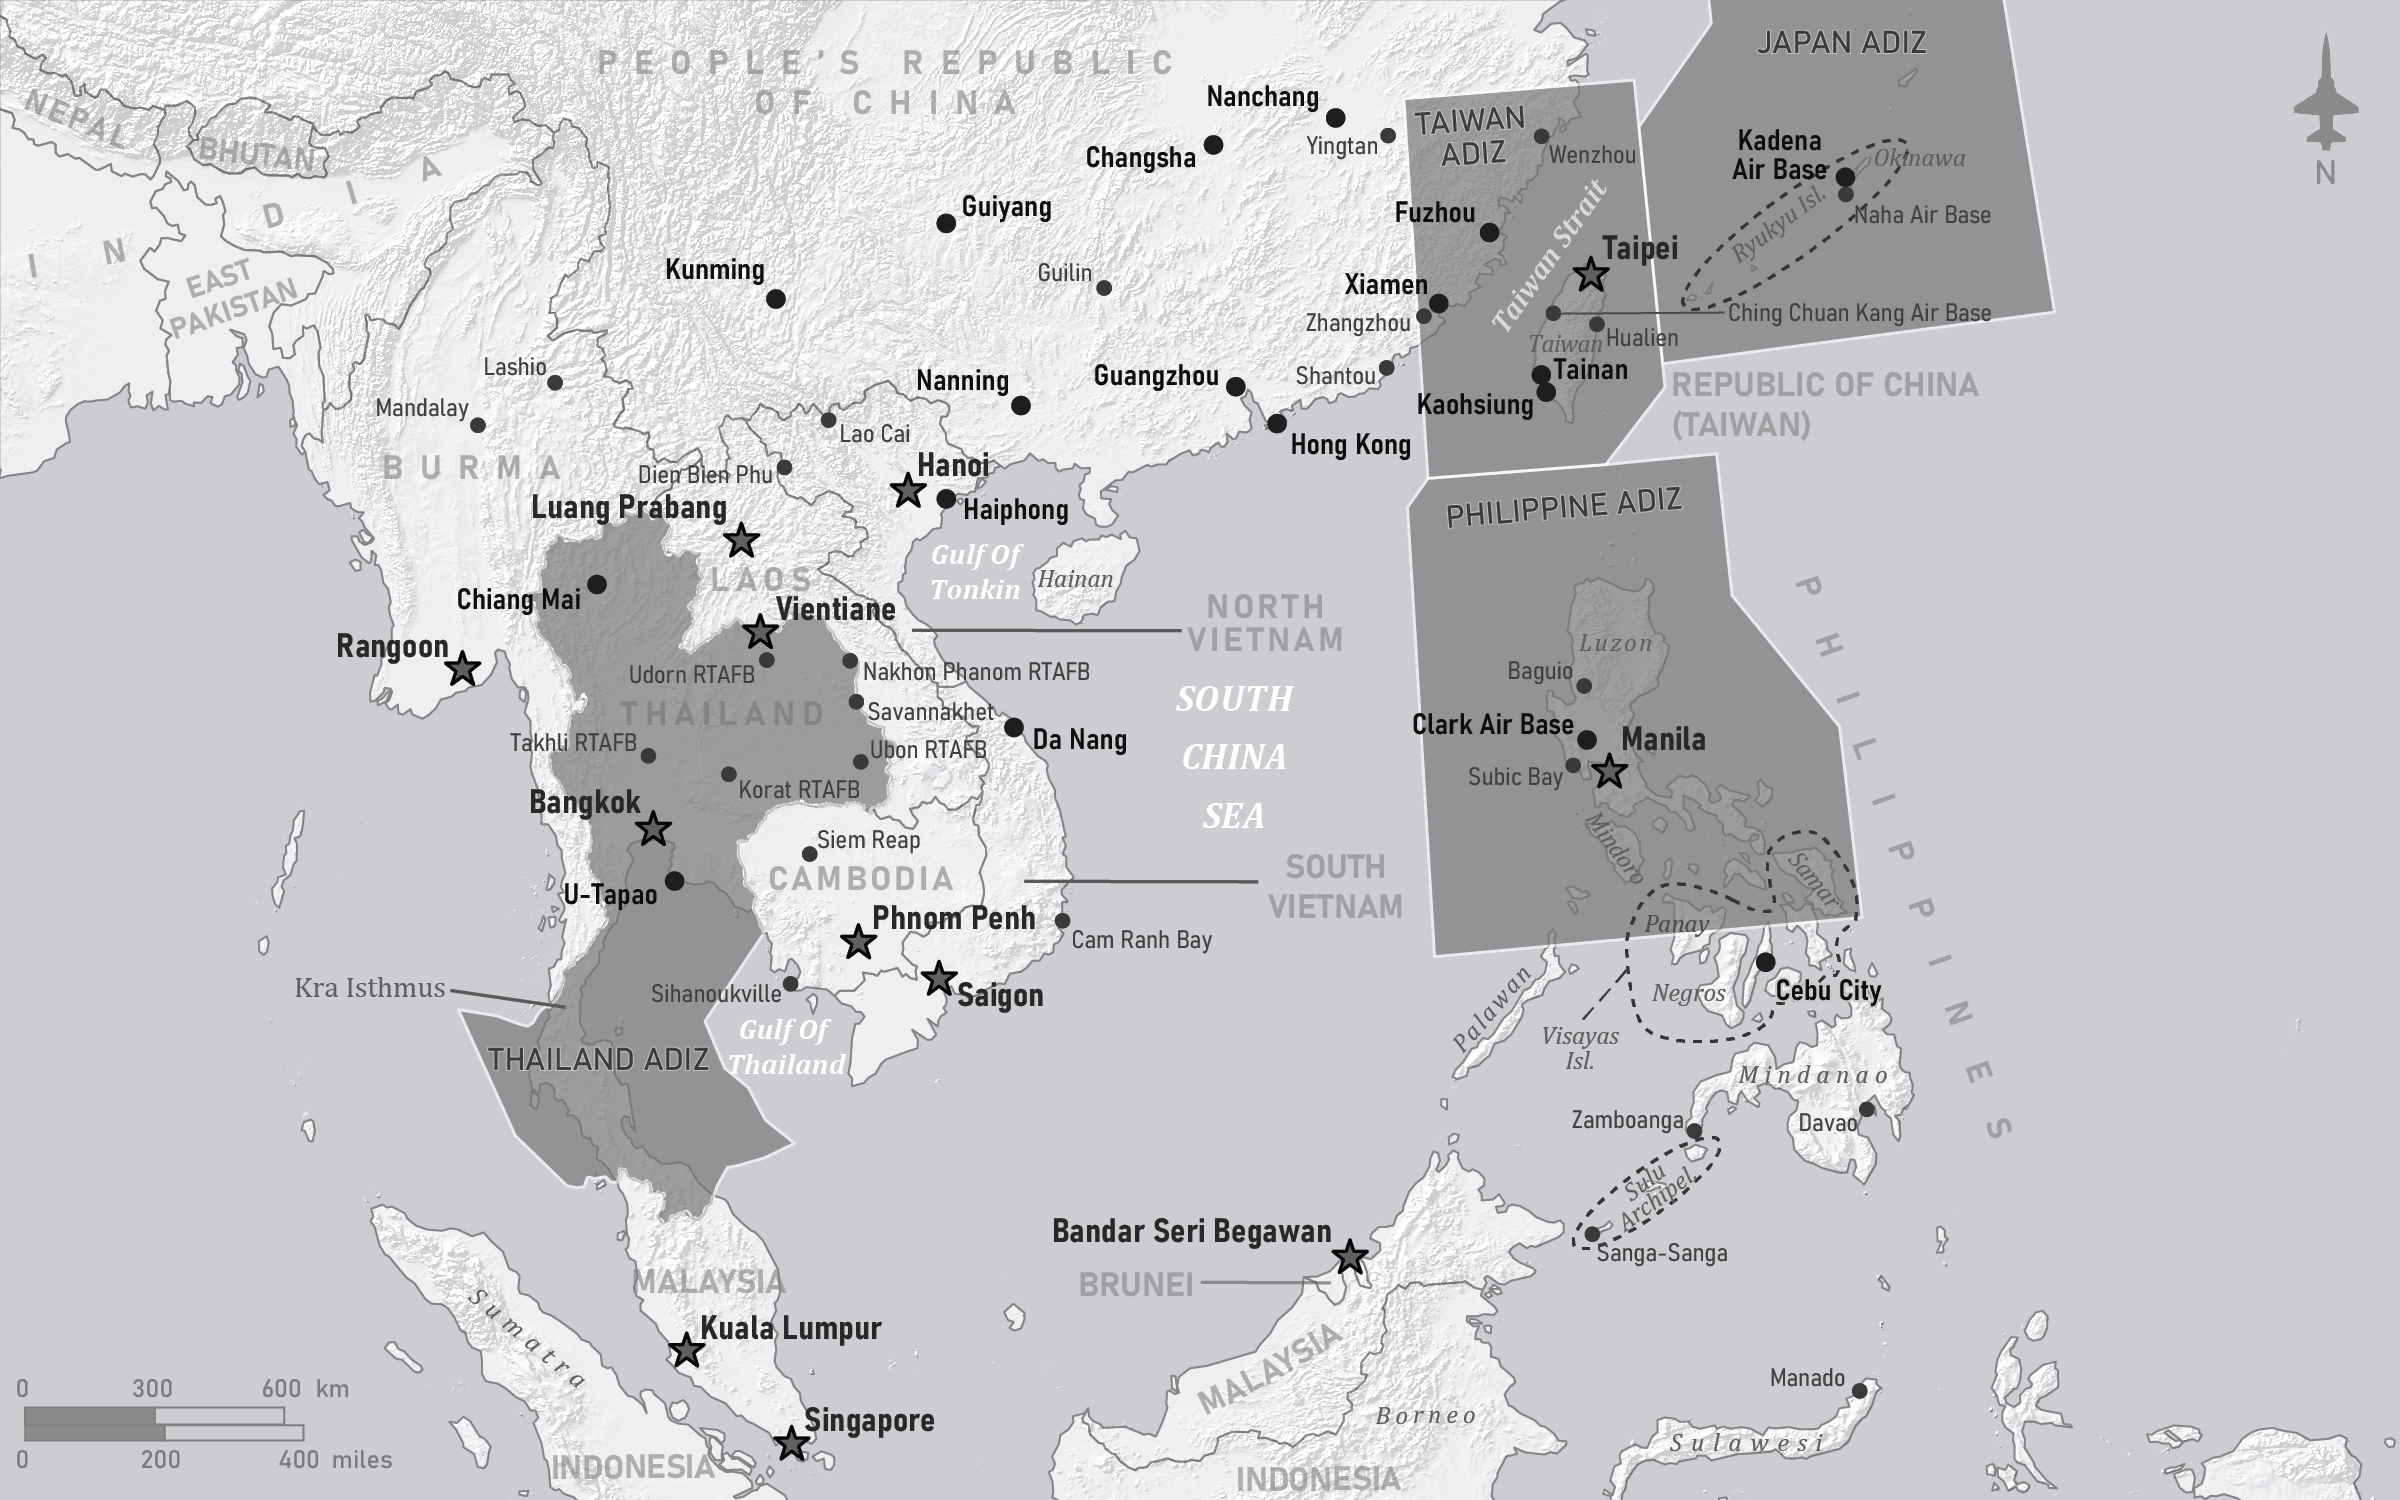 PEOPLE'S REPUBLIC
OF CHINA
JAPAN ADIZ
NEPAL
BHUTAN
INDIA
EAST
PAKISTAN
Nanchang
Yingtan
Changsha
TAIWAN
ADIZ
Wenzhou
Kadena
Air Base
Okinawa
Ryukyu Isl.
Naha Air Base
N
Guiyang
Fuzhou
Taiwan Strait
Taipei
Kunming
Guilin
Xiamen
Zhangzhou
Ching Chuan Kang Air Base
Hualien
Taiwan
Lashio
Nanning
Guangzhou
Shantou
Tainan
Kaohsiung
REPUBLIC OF CHINA
(TAIWAN)
Mandalay
Lao Cai
Hong Kong
BURMA
Dien Bien Phu
Hanoi
Haiphong
Luang Prabang
PHILIPPINE ADIZ
Gulf Of
Tonkin
Hainan
LAOS
Chiang Mai
Vientiane
NORTH
VIETNAM
PHILIPPINES
Luzon
Rangoon
Udorn RTAFB
Nakhon Phanom RTAFB
Baguio
SOUTH
CHINA
SEA
THAILAND
Savannakhet
Da Nang
Clark Air Base
Manila
Takhli RTAFB
Ubon RTAFB
Korat RTAFB
Subic Bay
Bangkok
Siem Reap
Mindoro
Samar
CAMBODIA
SOUTH
VIETNAM
U-Tapao
Phnom Penh
Cam Ranh Bay
Panay
Kra Isthmus
Sihanoukville
Saigon
Palawan
Negros
Cebu City
Visayas
Isl.
Gulf Of
Thailand
THAILAND ADIZ
Mindanao
Zamboanga
Davao
Sulu
Archipel.
Sanga-Sanga
Bandar Seri Begawan
BRUNEI
MALAYSIA
Sumatra
Kuala Lumpur
MALAYSIA
Manado
Borneo
Sulawesi
Singapore
INDONESIA
INDONESIA
0 300 600 km
0 200 400 miles